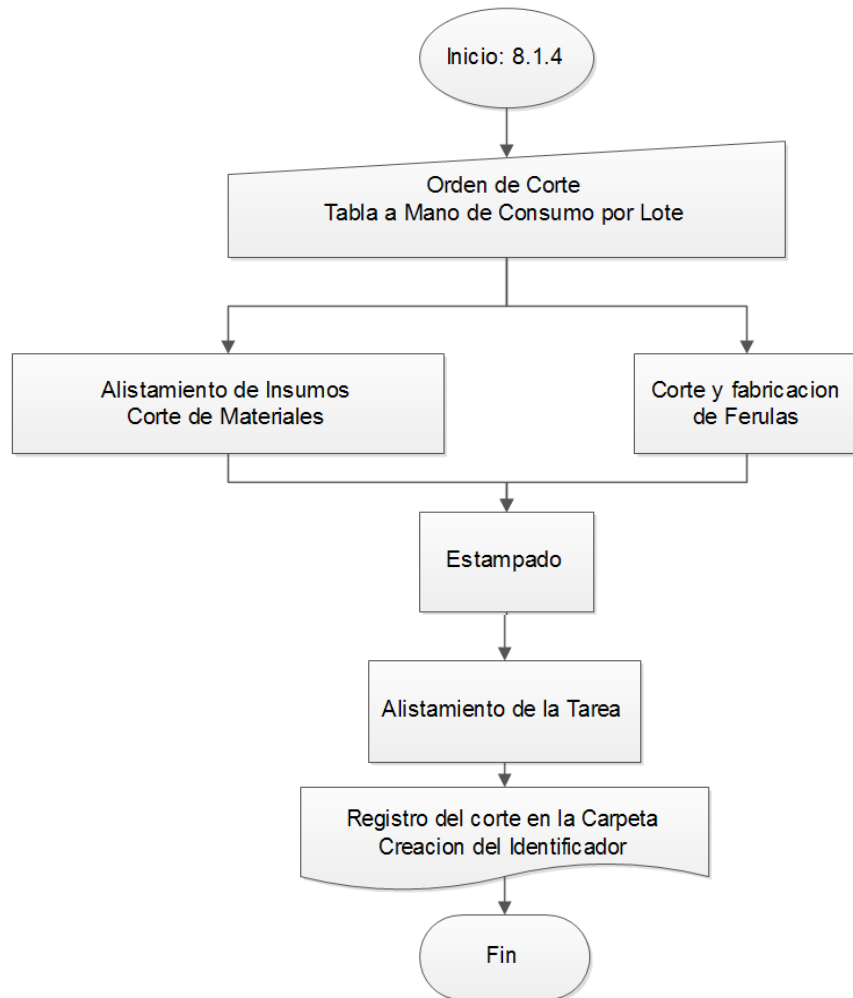 Inicio: 8.1.4
Orden de Corte
Tabla a Mano de Consumo por Lote
Alistamiento de Insumos
Corte de Materiales
Corte y fabricacion
de Ferulas
Estampado
Alistamiento de la Tarea
Registro del corte en la Carpeta
Creacion del Identificador
Fin